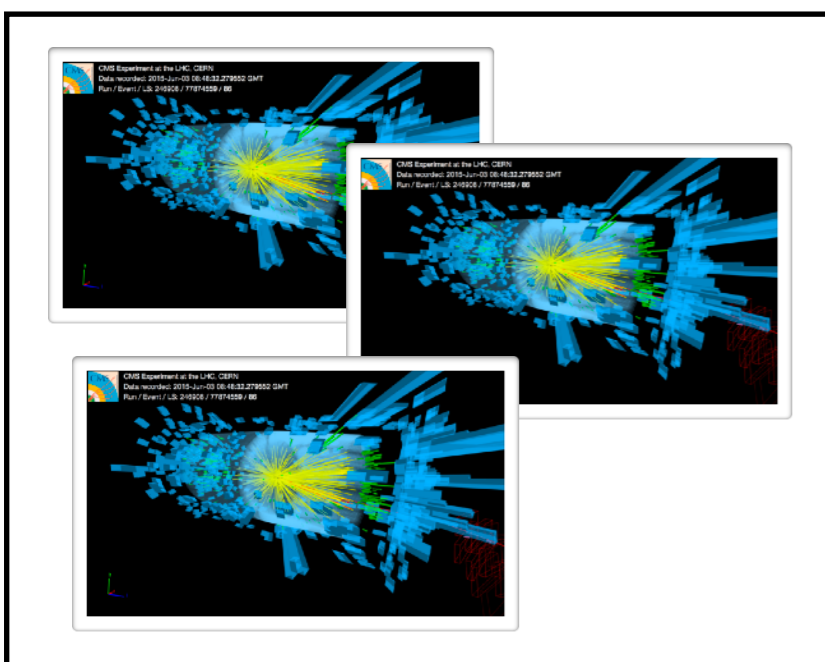 CMS Experiment at the LHC, CERN
Data recorded: 2015-Jun-03 08:48:32.279552 GMT
Run / Event / LS: 246908 / 77874559 / 86
CMS Experiment at the LHC, CERN
Data recorded: 2015-Jun-03 08:48:32.279552 GMT
Run / Event / LS: 246908 / 77874559 / 86
CMS Experiment at the LHC, CERN
Data recorded: 2015-Jun-03 08:48:32.279552 GMT
Run / Event / LS: 246908 / 77874559 / 86